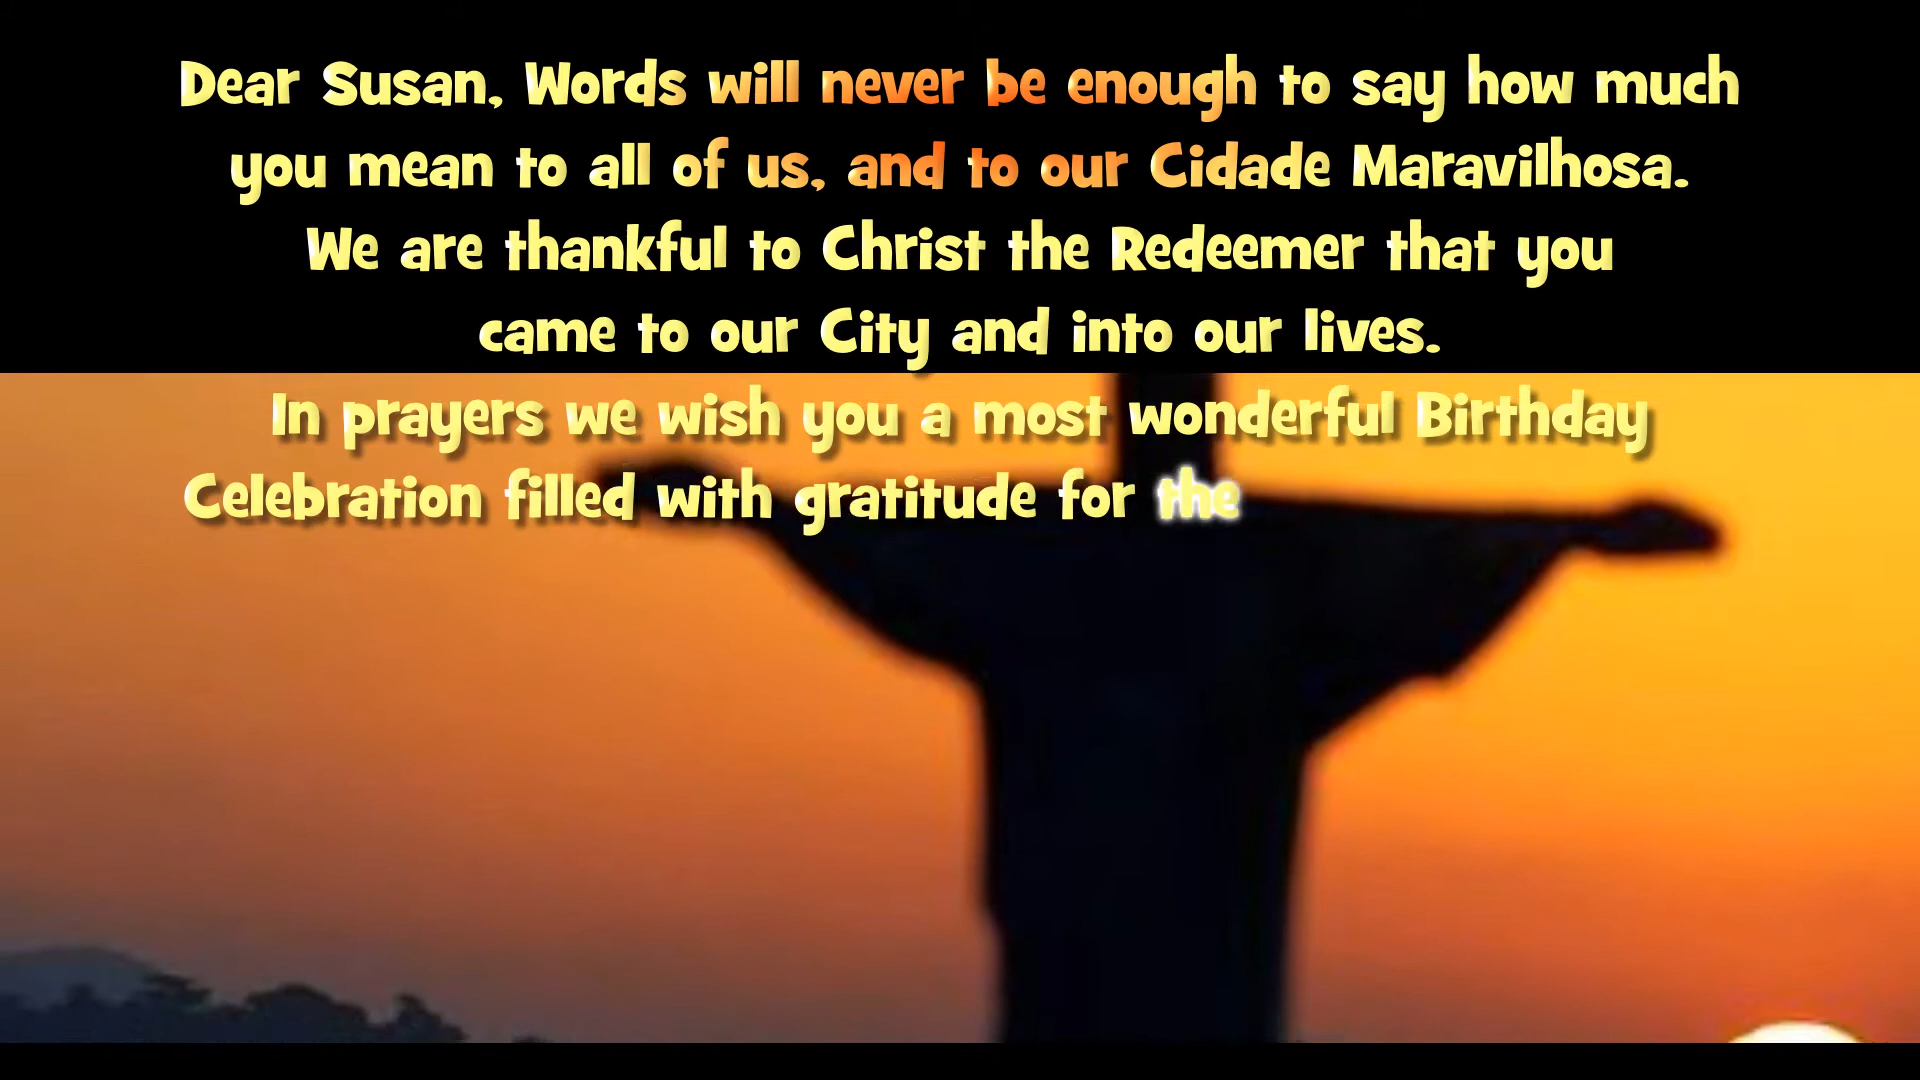 Dear Susan, Words will never be enough to say how much
you mean to all of us, and to our Cidade Maravilhosa.
We are thankful to Christ the Redeemer that you
came to our City and into our lives.
In prayers we wish you a most wonderful Birthday
Celebration filled with gratitude for the